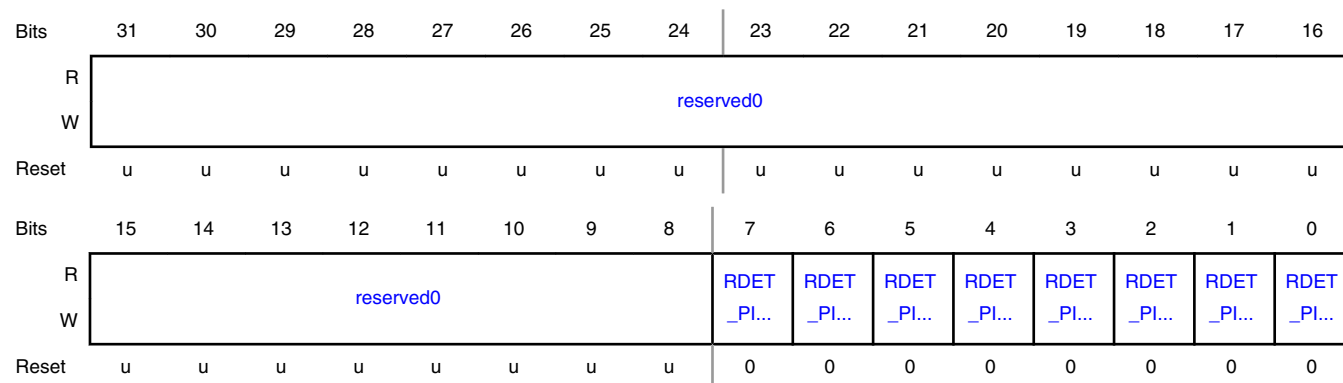 Bits 31 30 29 28 27 26 25 24 23 22 21 20 19 18 17 16
R
reserved0
W
Reset u u u u u u u u u u u u u u u u
Bits 15 14 13 12 11 10 9 8 7 6 5 4 3 2 1 0
R RDET RDET RDET RDET RDET RDET RDET RDET
reserved0
W _PI... _PI... _PI... _PI... _PI... _PI... _PI... _PI...
Reset u u u u u u u u 0 0 0 0 0 0 0 0